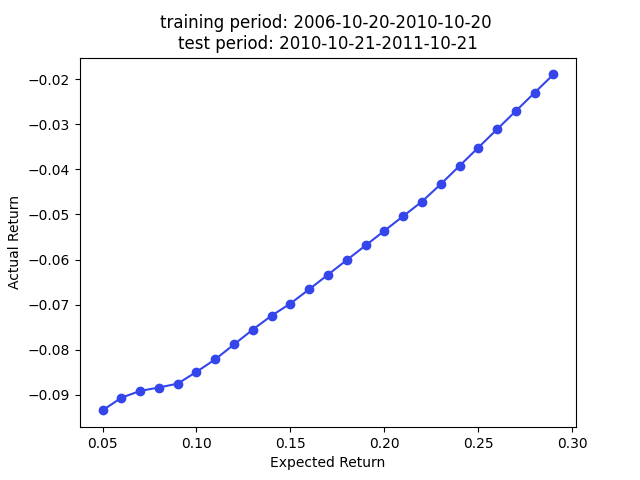 training period: 2006-10-20-2010-10-20
test period: 2010-10-21-2011-10-21
−0.02
−0.03
−0.04
−0.05
−0.06
−0.07
−0.08
−0.09
Actual Return
0.05 0.10 0.15 0.20 0.25 0.30
Expected Return